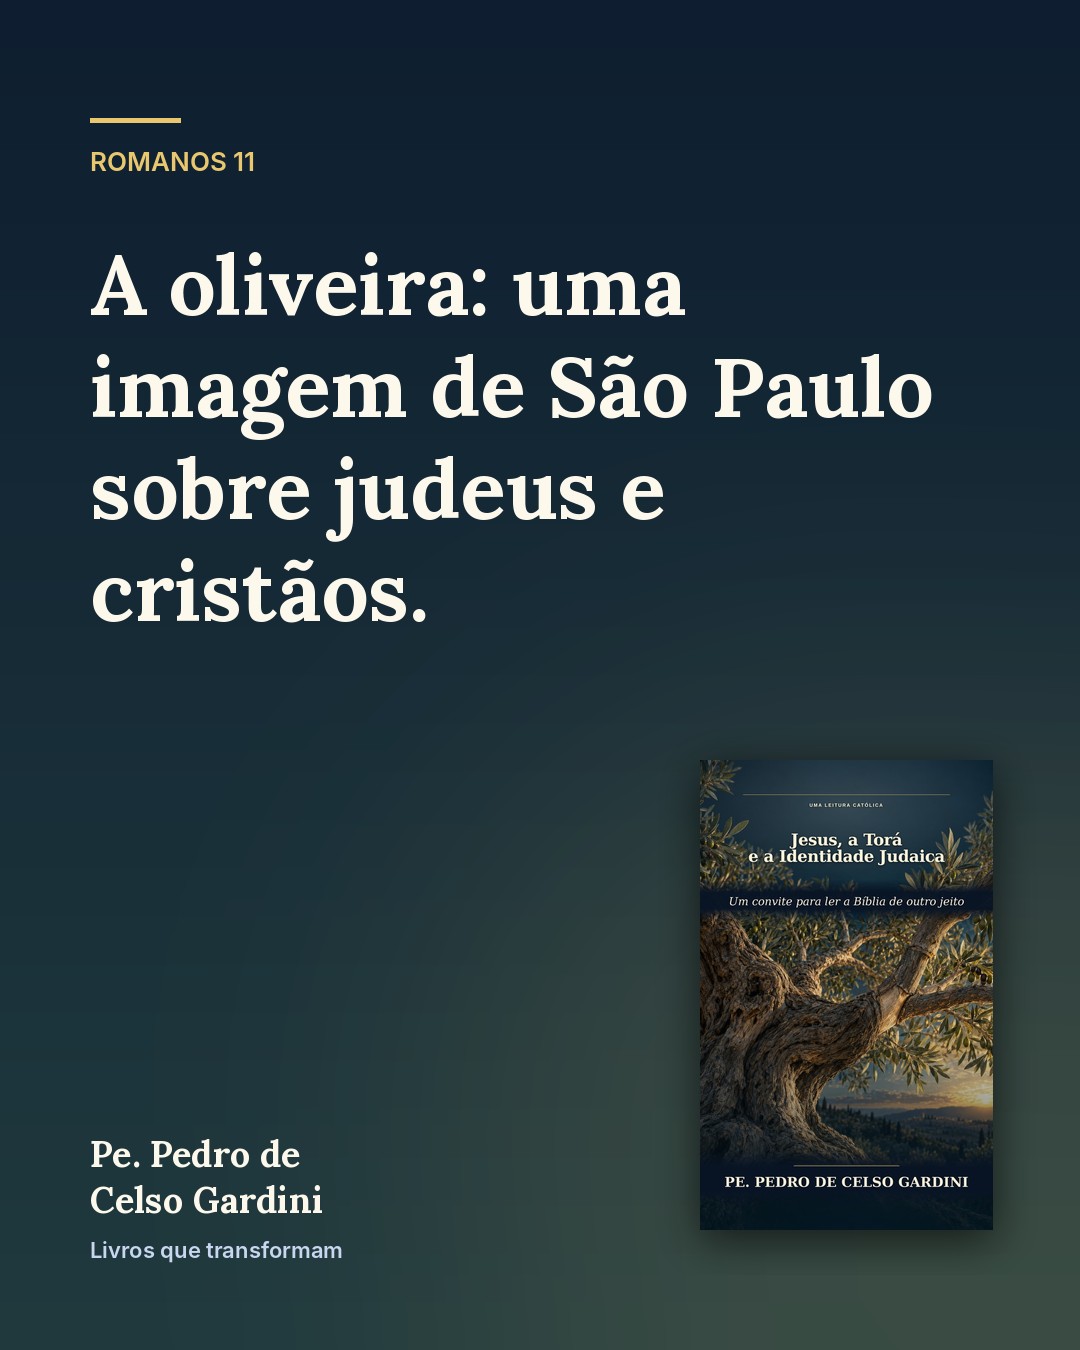 ROMANOS 11
A oliveira: uma
imagem de São Paulo
sobre judeus e
cristãos.
UMA LEITURA CATÓLICA
Jesus, a Torá
e a Identidade Judaica
Um convite para ler a Bíblia de outro jeito
PE. PEDRO DE CELSO GARDINI
Pe. Pedro de
Celso Gardini
Livros que transformam